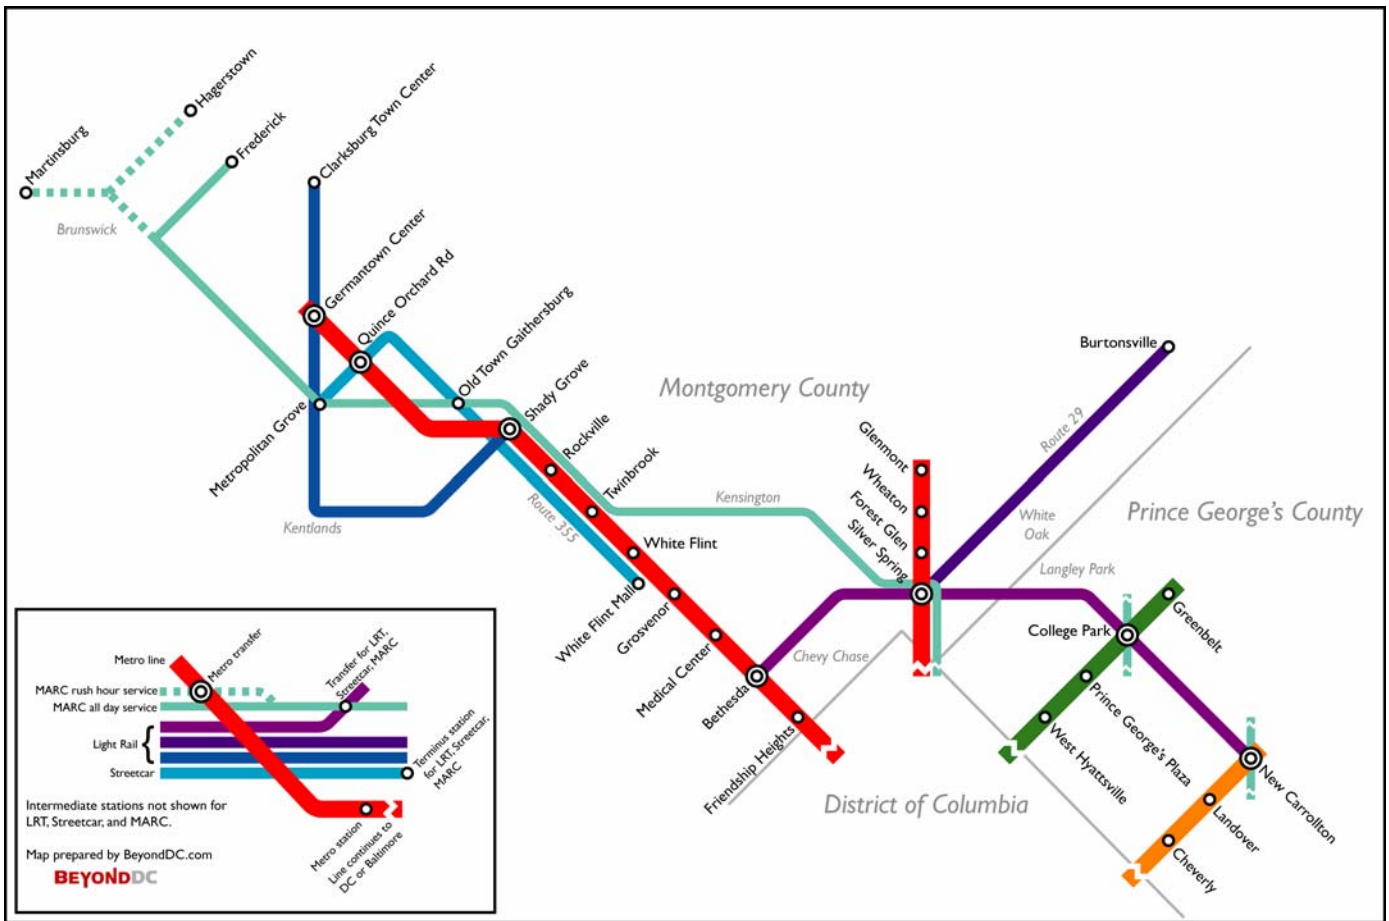 Hagerstown
Clarksburg Town Center
Frederick
Martinsburg
Brunswick
Germantown Center
Quince Orchard Rd
Old Town Gaithersburg
Shady Grove
Metropolitan Grove
Rockville
Twinbrook
Kentlands
Route 355
White Flint
White Flint Mall
Grosvenor
Medical Center
Bethesda
Friendship Heights
Montgomery County
Kensington
Chevy Chase
Glenmont
Wheaton
Forest Glen
Silver Spring
Burtonsville
Route 29
White
Oak
Langley Park
Prince George's County
College Park
Greenbelt
Prince George's Plaza
West Hyattsville
District of Columbia
New Carrollton
Landover
Cheverly
Metro line
Metro transfer
Transfer for LRT,
Streetcar, MARC
MARC rush hour service
MARC all day service
Light Rail {
Streetcar
Terminus station
for LRT, Streetcar,
MARC
Intermediate stations not shown for
LRT, Streetcar, and MARC.
Metro station
Line continues to
DC or Baltimore
Map prepared by BeyondDC.com
BEYONDDC